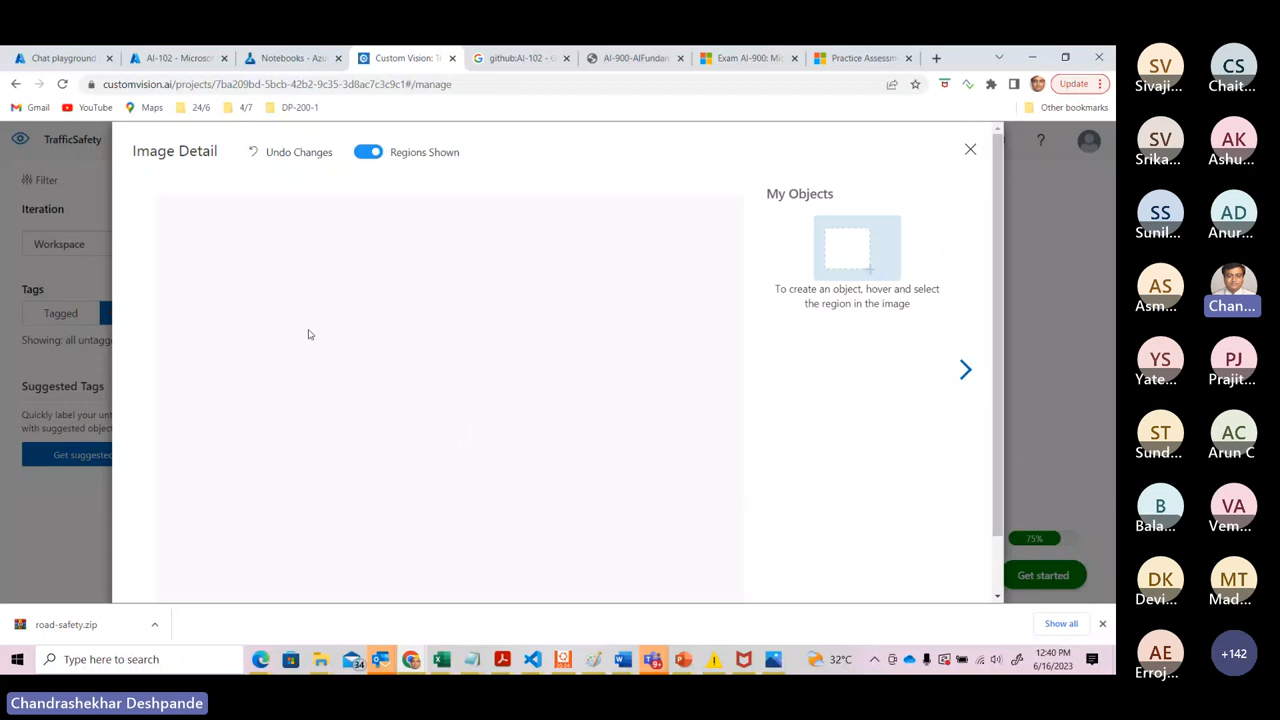 Chat playground
AI-102 - Microsof
Notebooks - Azu
Custom Vision: Tr
github:AI-102 - G
AI-900-AIFundam
Exam AI-900: Mic
Practice Assessm
customvision.ai/projects/7ba209bd-5bcb-42b2-9c35-3d8ac7c3c9c1#/manage
Update
Gmail
YouTube
Maps
24/6
4/7
DP-200-1
Other bookmarks
TrafficSafety
?
Filter
Iteration
Workspace
Tags
Tagged
Showing: all untagg
Suggested Tags
Quickly label your unt
with suggested objec
Get suggested
Image Detail
Undo Changes
Regions Shown
My Objects
To create an object, hover and select
the region in the image
75%
Get started
road-safety.zip
Show all
Type here to search
34
9+
32°C
12:40 PM
6/16/2023
SV
Sivaji...
CS
Chait...
SV
Srika...
AK
Ashu...
SS
Sunil...
AD
Anur...
AS
Asm...
Chan...
YS
Yate...
PJ
Prajit...
ST
Sund...
AC
Arun C
B
Bala...
VA
Vem...
DK
Devi...
MT
Mad...
AE
Erroj...
+142
Chandrashekhar Deshpande